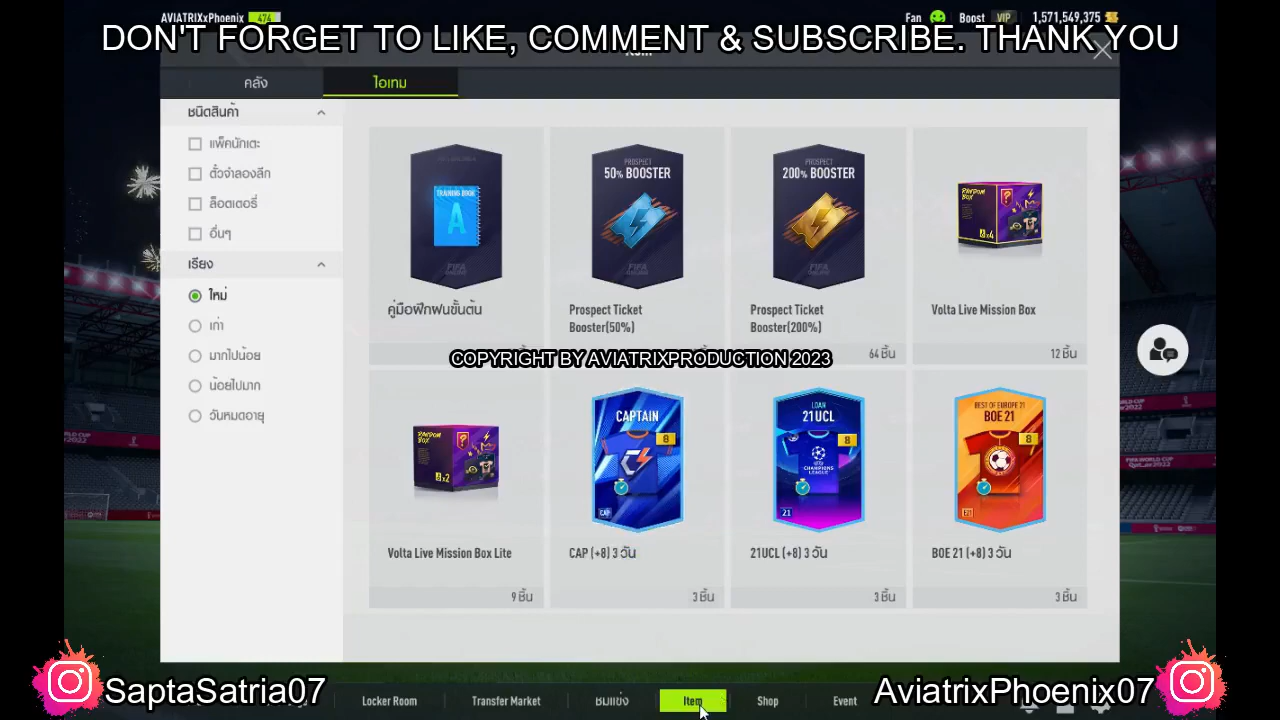 AVIATRIXxPhoenix 474
Fan Boost VIP 1,571,549,375
DON'T FORGET TO LIKE, COMMENT & SUBSCRIBE. THANK YOU
คลัง ไอเทม
ชนิดสินค้า
แพ็คนักเตะ
ตั๋วจำลองลีก
ล็อตเตอรี่
อื่นๆ
เรียง
ใหม่
เก่า
มากไปน้อย
น้อยไปมาก
วันหมดอายุ
TRAINING BOOK
A
คู่มือฝึกฝนขั้นต้น
PROSPECT
50% BOOSTER
Prospect Ticket
Booster(50%)
PROSPECT
200% BOOSTER
Prospect Ticket
Booster(200%)
64 ชิ้น
RANDOM
BOX
x4
Volta Live Mission Box
12 ชิ้น
COPYRIGHT BY AVIATRIXPRODUCTION 2023
RANDOM
BOX
x2
Volta Live Mission Box Lite
9 ชิ้น
CAPTAIN
8
CAP
CAP (+8) 3 วัน
3 ชิ้น
LOAN
21UCL
8
CHAMPIONS
LEAGUE
21
21UCL (+8) 3 วัน
3 ชิ้น
BEST OF EUROPE 21
BOE 21
8
BOE 21 (+8) 3 วัน
3 ชิ้น
SaptaSatria07
Locker Room Transfer Market Item Shop Event
AviatrixPhoenix07